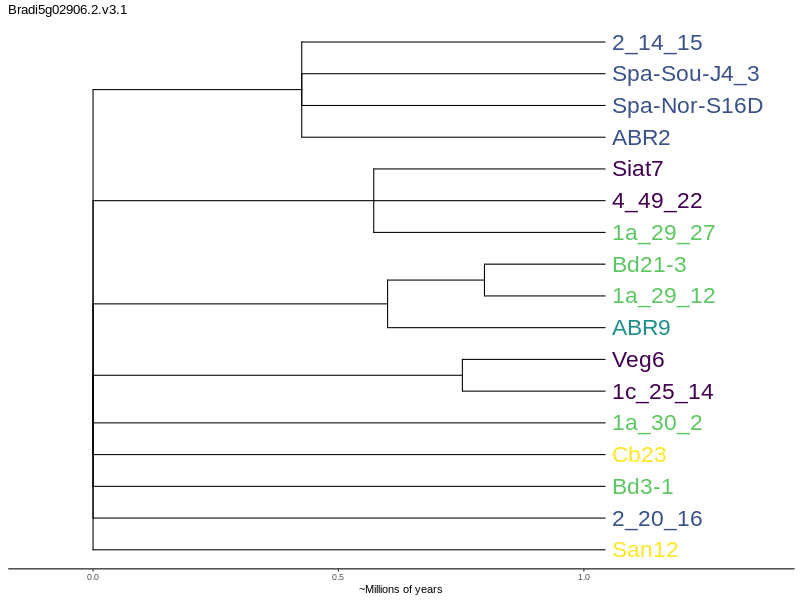 Bradi5g02906.2.v3.1
2_14_15
Spa-Sou-J4_3
Spa-Nor-S16D
ABR2
Siat7
4_49_22
1a_29_27
Bd21-3
1a_29_12
ABR9
Veg6
1c_25_14
1a_30_2
Cb23
Bd3-1
2_20_16
San12
0.0 0.5 1.0
~Millions of years